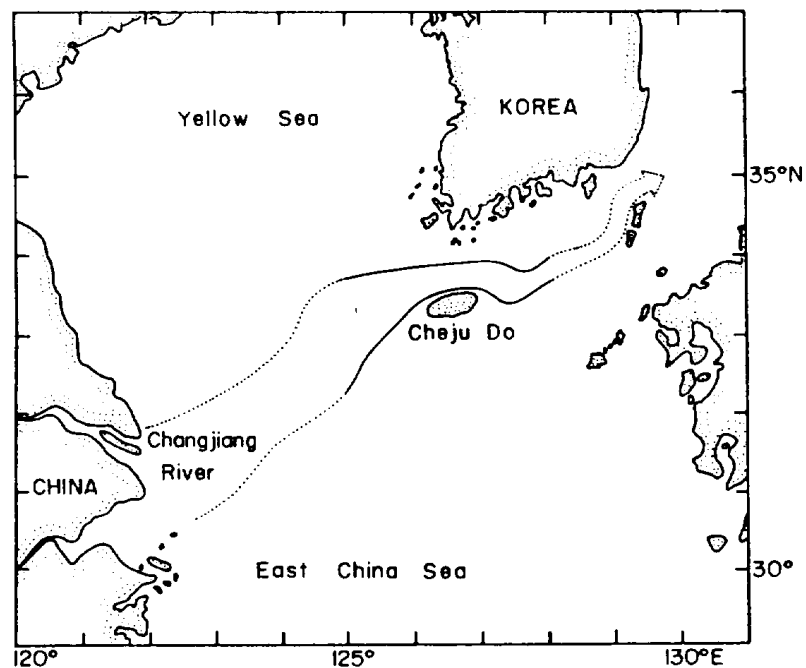 Yellow Sea
KOREA
35°N
Cheju Do
Changjiang
River
CHINA
East China Sea
30°
120°
125°
130°E